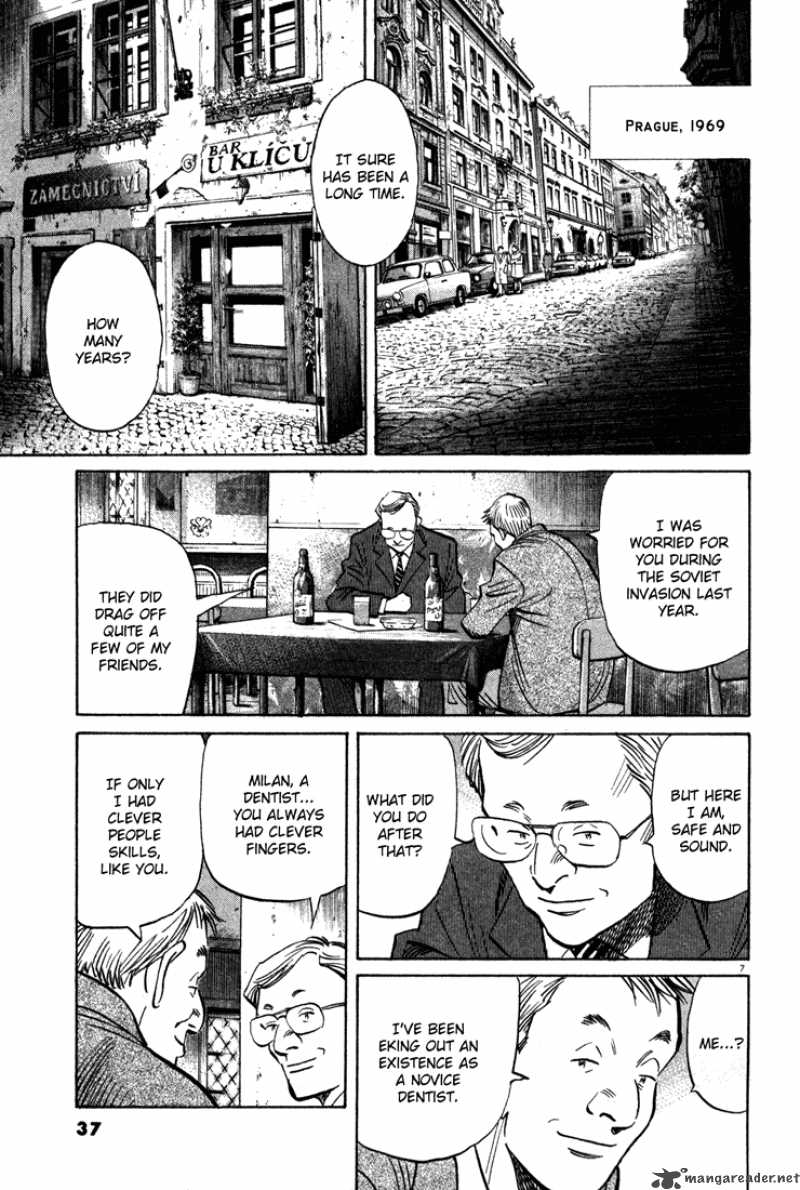 PRAGUE, 1969
IT SURE
HAS BEEN A
LONG TIME.
BAR
U KLÍČŮ
ZÁMEČNICTVÍ
HOW
MANY
YEARS?
I WAS
WORRIED FOR
YOU DURING
THE SOVIET
INVASION LAST
YEAR.
THEY DID
DRAG OFF
QUITE A
FEW OF MY
FRIENDS.
BUT HERE
I AM,
SAFE AND
SOUND.
WHAT DID
YOU DO
AFTER
THAT?
7
ME...?
I'VE BEEN
EKING OUT AN
EXISTENCE AS
A NOVICE
DENTIST.
MILAN, A
DENTIST...
YOU ALWAYS
HAD CLEVER
FINGERS.
IF ONLY
I HAD
CLEVER
PEOPLE
SKILLS,
LIKE YOU.
37
mangareader.net